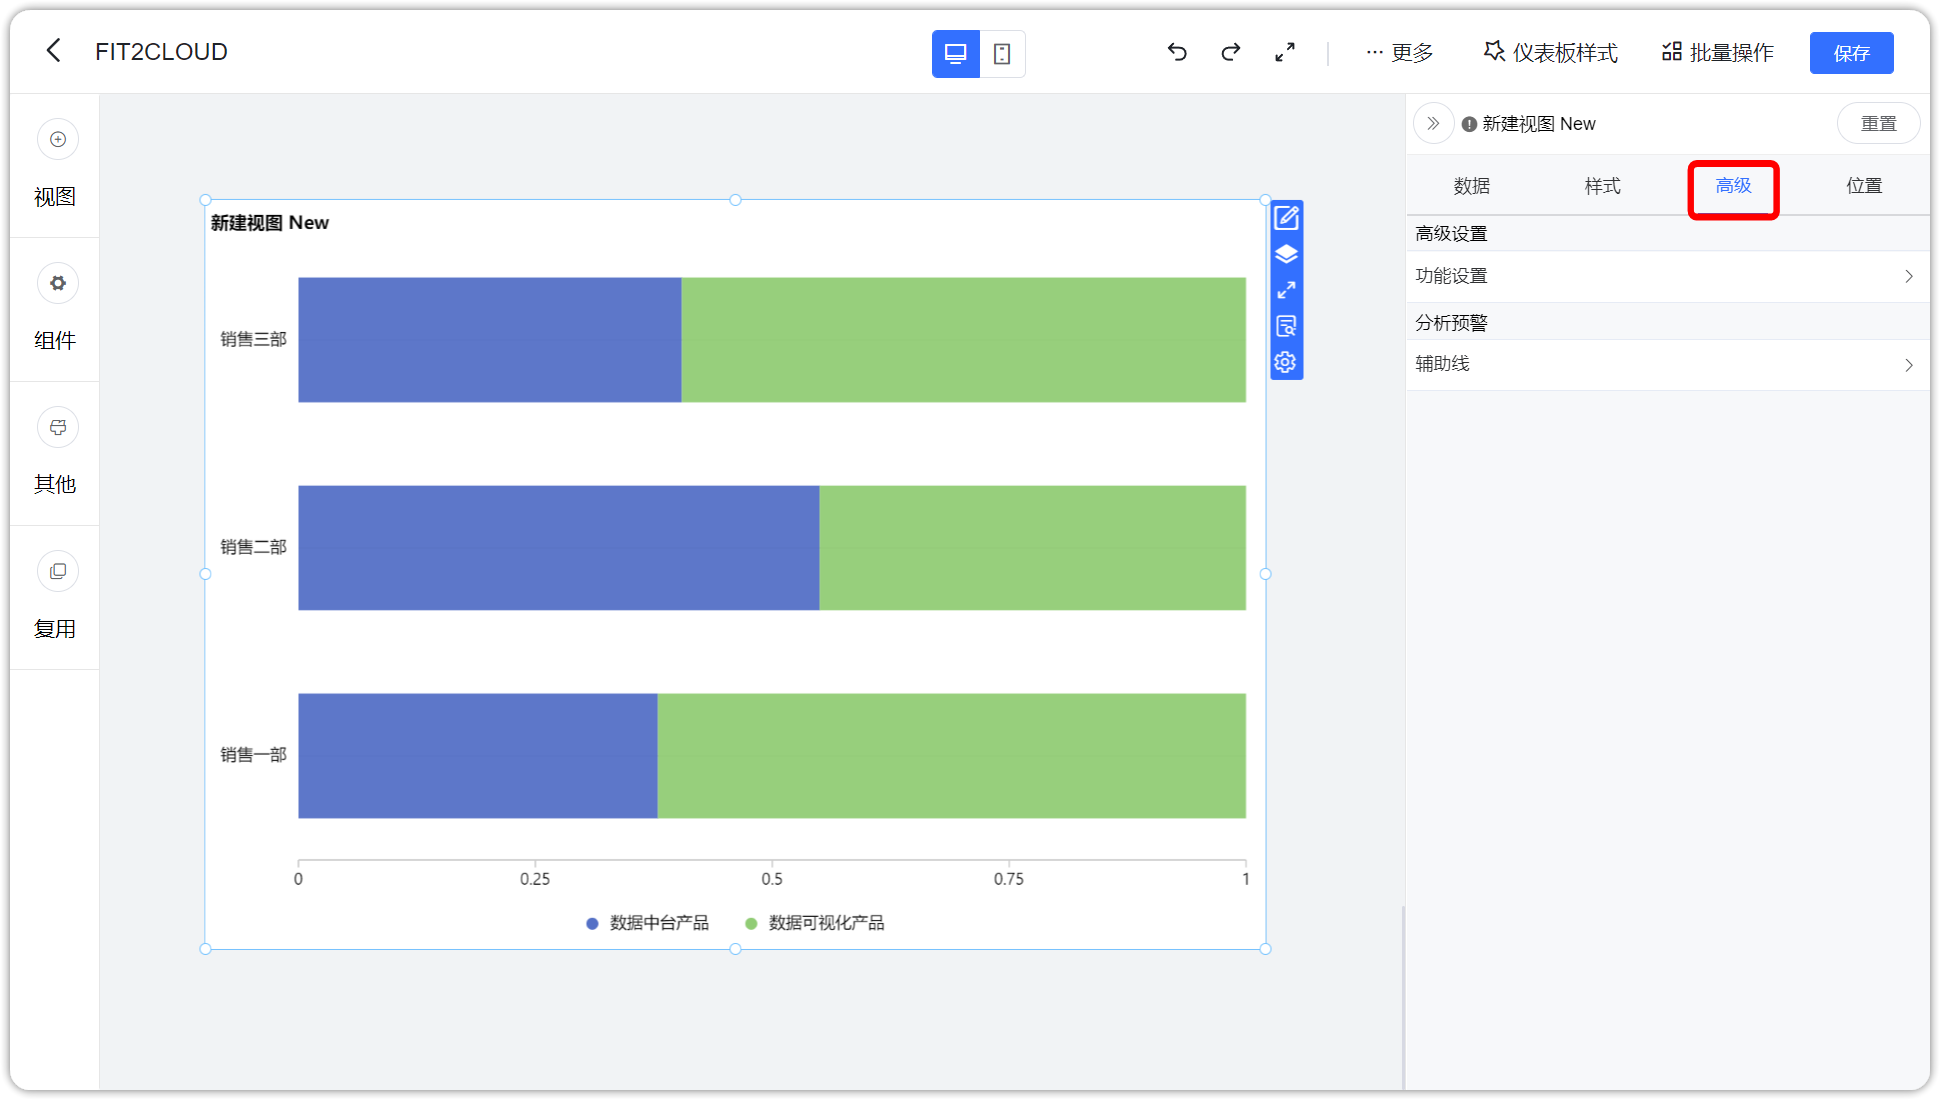 FIT2CLOUD
··· 更多
仪表板样式
批量操作
保存
视图
组件
其他
复用
新建视图 New
销售三部
销售二部
销售一部
0 0.25 0.5 0.75 1
数据中台产品 数据可视化产品
新建视图 New
重置
数据 样式 高级 位置
高级设置
功能设置
分析预警
辅助线